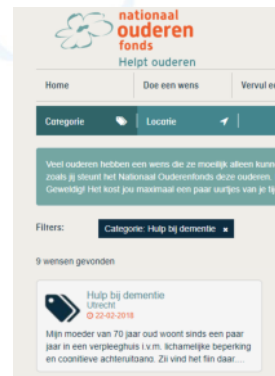 nationaal
ouderen
fonds
Helpt ouderen
Home Doe een wens Vervul e
Categorie Locatie
Veel ouderen hebben een wens die ze moeilijk alleen kunn
zoals jij steunt het Nationaal Ouderenfonds deze ouderen.
Geweldig! Het kost jou maximaal een paar uurtjes van je tij
Filters: Categorie: Hulp bij dementie ×
9 wensen gevonden
Hulp bij dementie
Utrecht
22-02-2018
Mijn moeder van 70 jaar oud woont sinds een paar
jaar in een verpleeghuis i.v.m. lichamelijke beperking
en cognitieve achteruitgang. Zij vind het fijn daar....